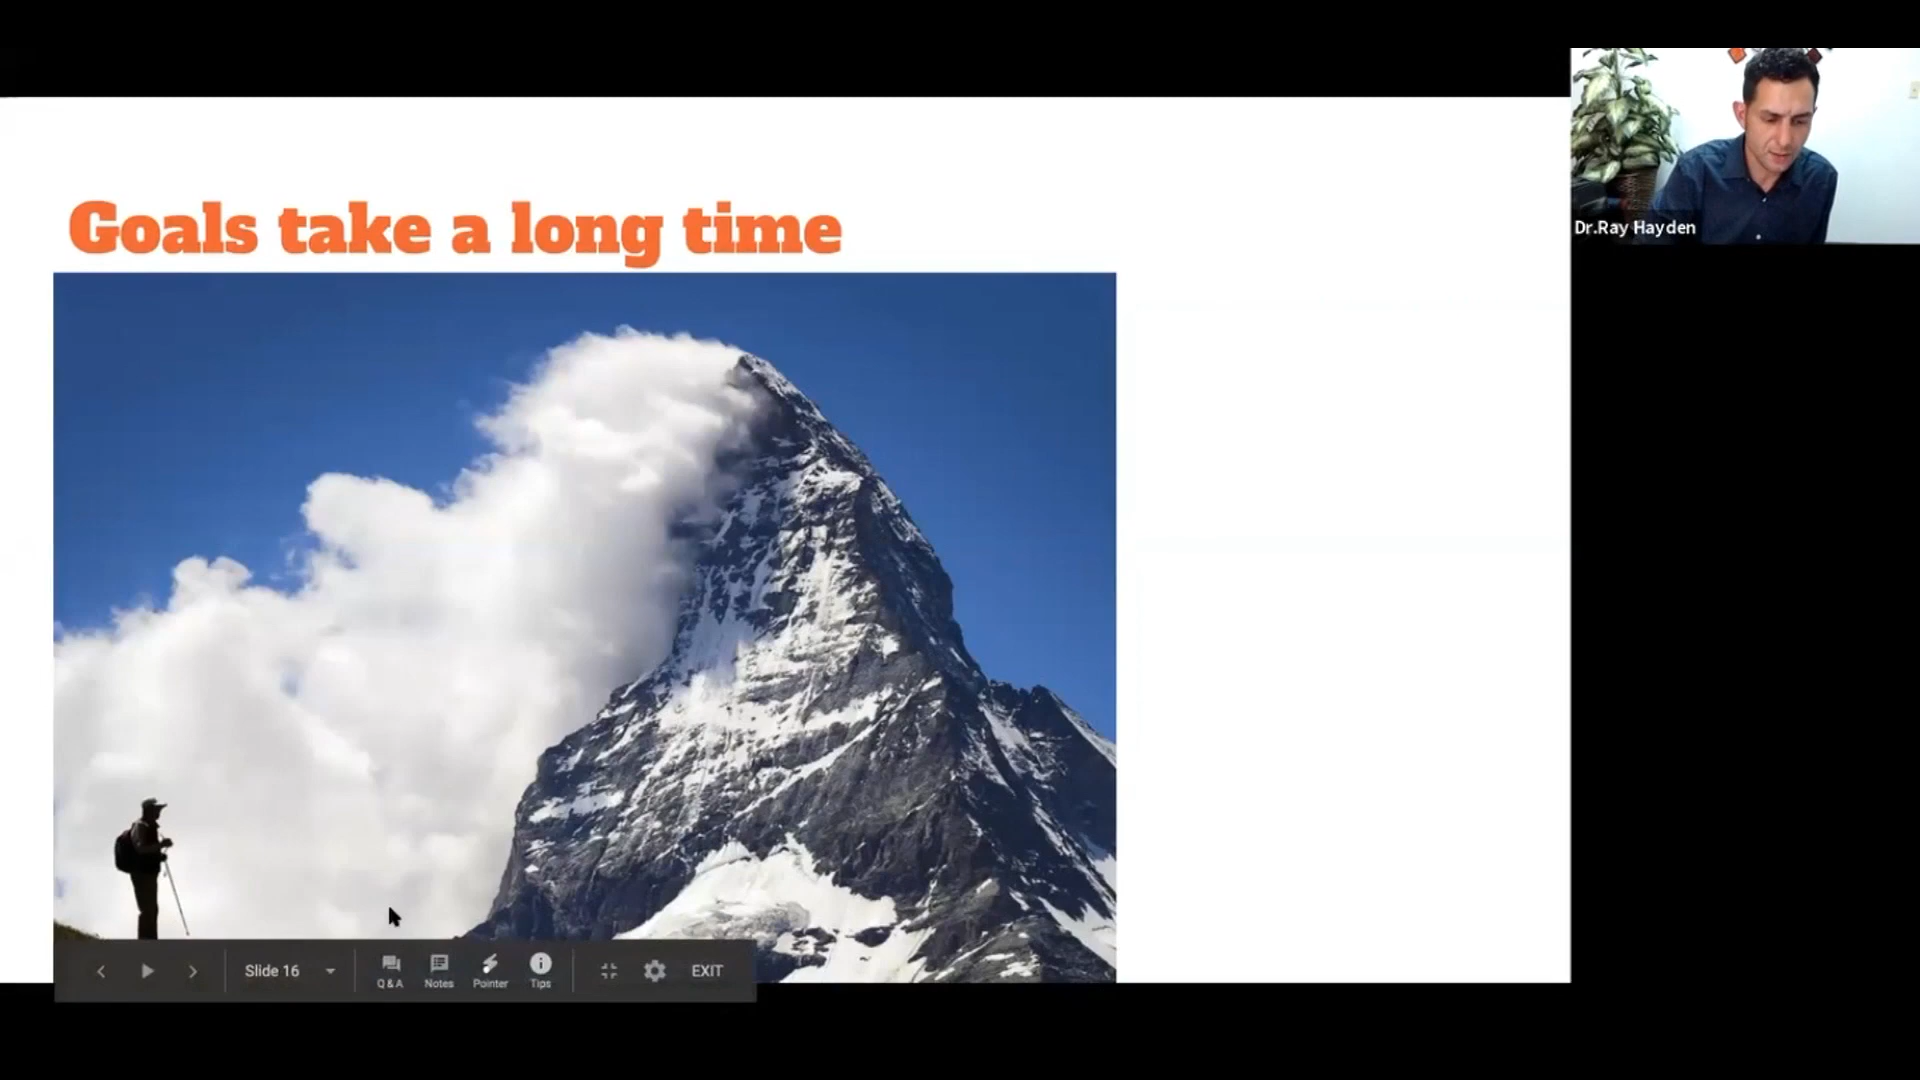 Goals take a long time
Dr.Ray Hayden
Slide 16
Q & A
Notes
Pointer
Tips
EXIT